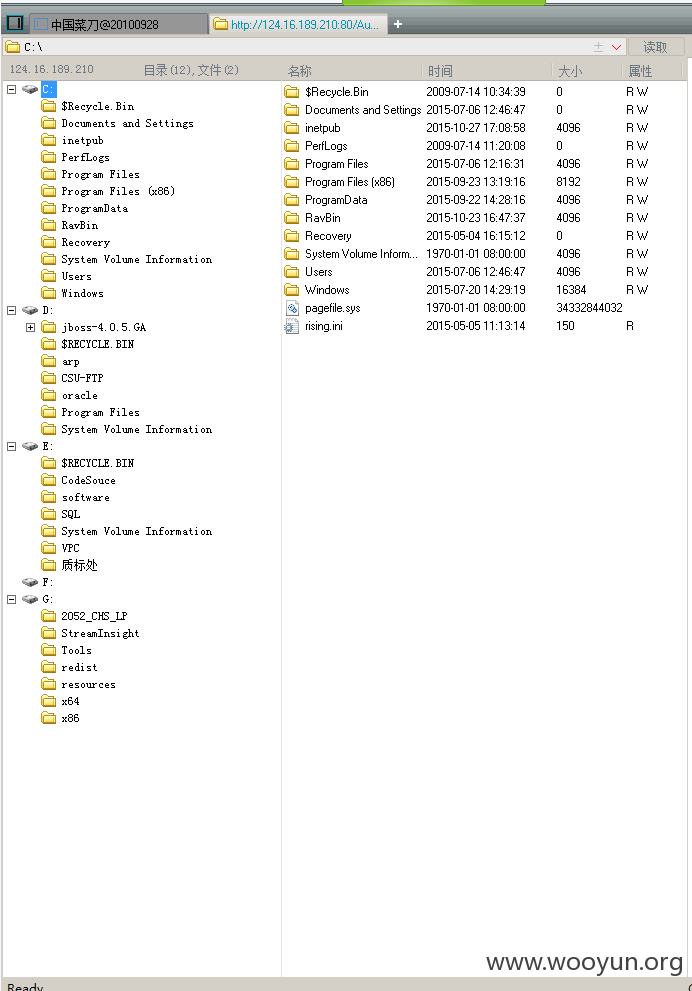 中国菜刀@20100928
http://124.16.189.210:80/Au...
+
C:\
读取
124.16.189.210 目录(12),文件(2)
C:
$Recycle.Bin
Documents and Settings
inetpub
PerfLogs
Program Files
Program Files (x86)
ProgramData
RavBin
Recovery
System Volume Information
Users
Windows
D:
jboss-4.0.5.GA
$RECYCLE.BIN
arp
CSU-FTP
oracle
Program Files
System Volume Information
E:
$RECYCLE.BIN
CodeSouce
software
SQL
System Volume Information
VPC
质标处
F:
G:
2052_CHS_LP
StreamInsight
Tools
redist
resources
x64
x86
名称 时间 大小 属性
$Recycle.Bin 2009-07-14 10:34:39 0 R W
Documents and Settings 2015-07-06 12:46:47 0 R W
inetpub 2015-10-27 17:08:58 4096 R W
PerfLogs 2009-07-14 11:20:08 0 R W
Program Files 2015-07-06 12:16:31 4096 R W
Program Files (x86) 2015-09-23 13:19:16 8192 R W
ProgramData 2015-09-22 14:28:16 4096 R W
RavBin 2015-10-23 16:47:37 4096 R W
Recovery 2015-05-04 16:15:12 0 R W
System Volume Inform... 1970-01-01 08:00:00 4096 R W
Users 2015-07-06 12:46:47 4096 R W
Windows 2015-07-20 14:29:19 16384 R W
pagefile.sys 1970-01-01 08:00:00 34332844032
rising.ini 2015-05-05 11:13:14 150 R
www.wooyun.org
Ready